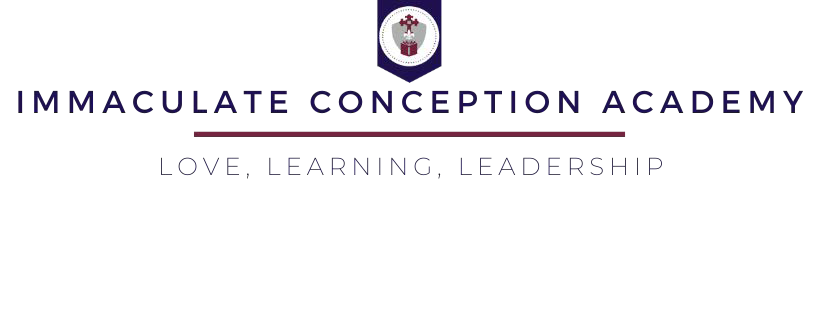 IMMACULATE CONCEPTION ACADEMY
LOVE, LEARNING, LEADERSHIP